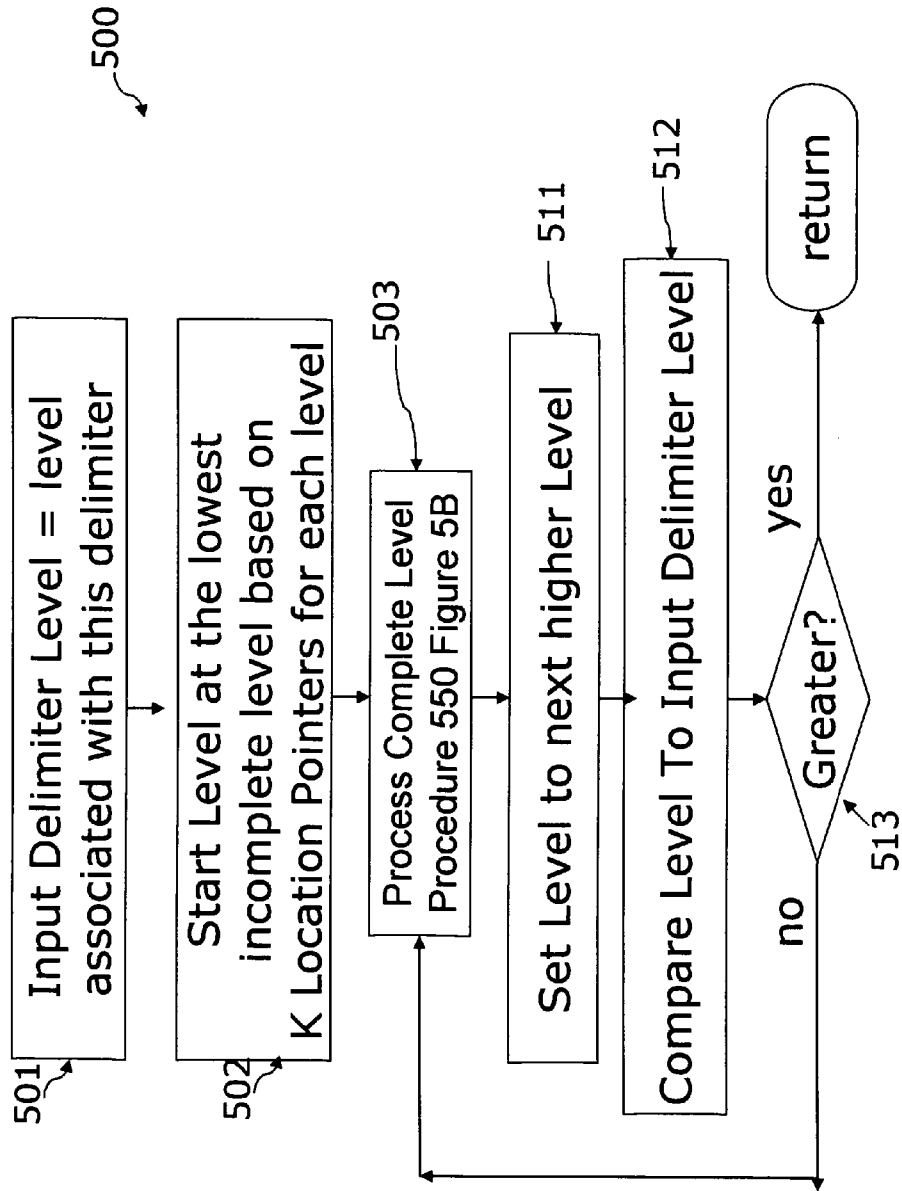 500
Input Delimiter Level = level
associated with this delimiter
501
Start Level at the lowest
incomplete level based on
K Location Pointers for each level
502
503
Process Complete Level
Procedure 550 Figure 5B
511
Set Level to next higher Level
512
Compare Level To Input Delimiter Level
Greater?
513
no
yes
return